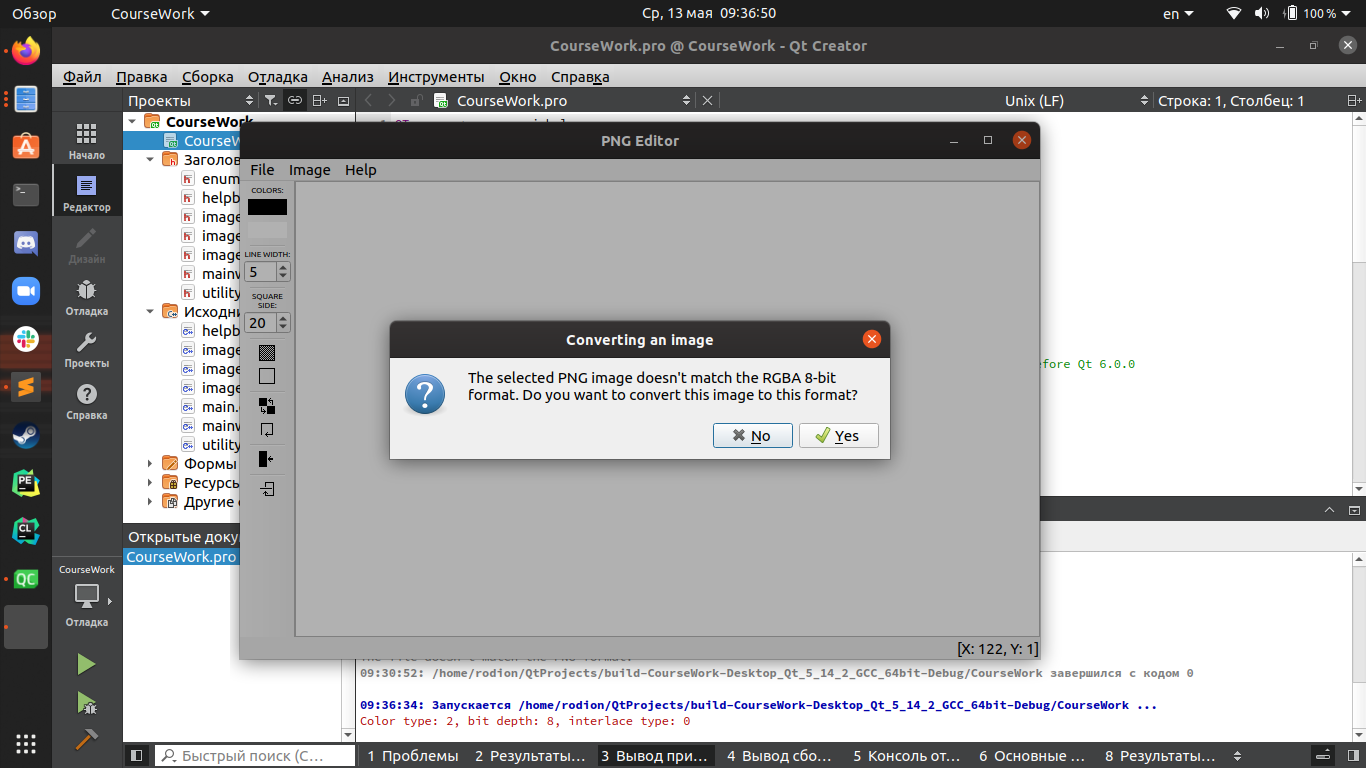 Обзор
CourseWork
Ср, 13 мая 09:36:50
en
100 %
CourseWork.pro @ CourseWork - Qt Creator
Файл Правка Сборка Отладка Анализ Инструменты Окно Справка
Проекты
CourseWork.pro
Unix (LF)
Строка: 1, Столбец: 1
Начало
Редактор
Дизайн
Отладка
Проекты
Справка
CourseWork
Отладка
CourseWork
CourseW
Заголов
enum
helpb
image
image
image
mainw
utility
Исходни
helpb
image
image
image
main.
mainw
utility
Формы
Ресурсы
Другие
Открытые доку
CourseWork.pro
PNG Editor
File Image Help
COLORS:
LINE WIDTH:
5
SQUARE
SIDE:
20
Converting an image
The selected PNG image doesn't match the RGBA 8-bit
format. Do you want to convert this image to this format?
No
Yes
[X: 122, Y: 1]
efore Qt 6.0.0
The file doesn't match the PNG format.
09:30:52: /home/rodion/QtProjects/build-CourseWork-Desktop_Qt_5_14_2_GCC_64bit-Debug/CourseWork завершился с кодом 0
09:36:34: Запускается /home/rodion/QtProjects/build-CourseWork-Desktop_Qt_5_14_2_GCC_64bit-Debug/CourseWork ...
Color type: 2, bit depth: 8, interlace type: 0
Быстрый поиск (C...
1 Проблемы
2 Результаты...
3 Вывод при...
4 Вывод сбо...
5 Консоль от...
6 Основные ...
8 Результаты...